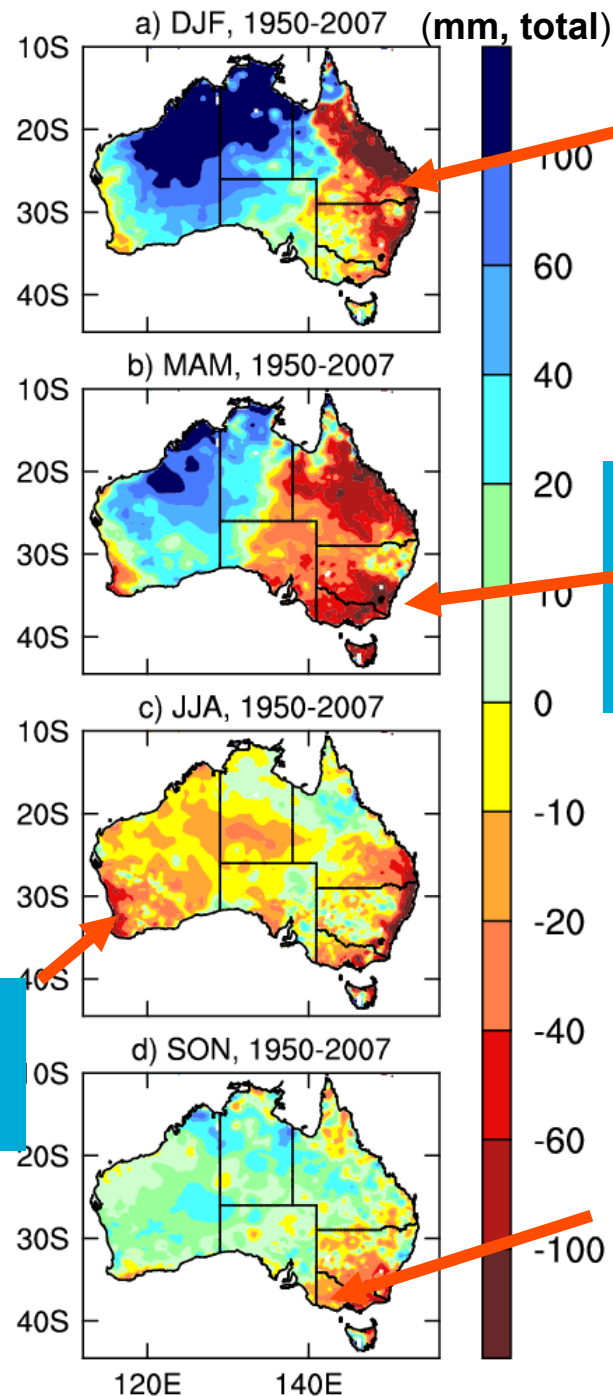 a) DJF, 1950-2007
(mm, total)
10S
20S
30S
40S
b) MAM, 1950-2007
10S
20S
30S
40S
c) JJA, 1950-2007
10S
20S
30S
40S
d) SON, 1950-2007
0S
20S
30S
40S
120E
140E
100
60
40
20
10
0
-10
-20
-40
-60
-100